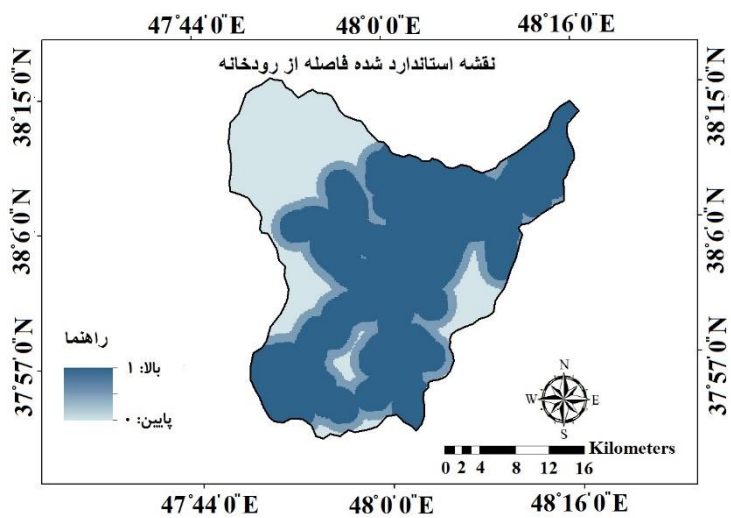 47°44'0"E 48°0'0"E 48°16'0"E
نقشه استاندارد شده فاصله از رودخانه
38°15'0"N
38°15'0"N
38°6'0"N
38°6'0"N
راهنما
بالا: ۱
پایین: ۰
37°57'0"N
37°57'0"N
N
W E
S
Kilometers
0 2 4 8 12 16
47°44'0"E 48°0'0"E 48°16'0"E